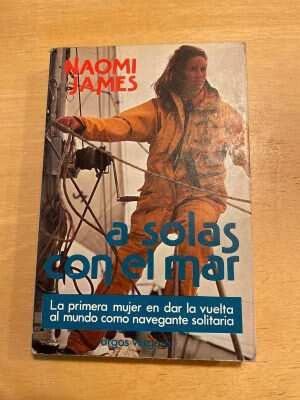 NAOMI
JAMES
a solas
con el mar
La primera mujer en dar la vuelta
al mundo como navegante solitaria
argos vergara